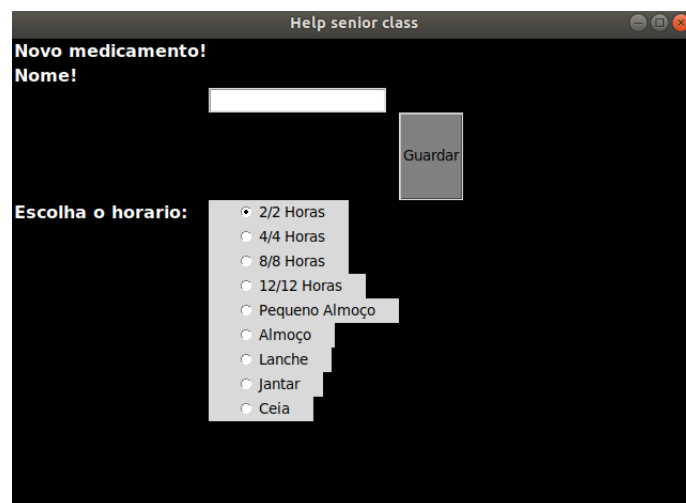 Help senior class
Novo medicamento!
Nome!
Guardar
Escolha o horario:
2/2 Horas
4/4 Horas
8/8 Horas
12/12 Horas
Pequeno Almoço
Almoço
Lanche
Jantar
Ceia